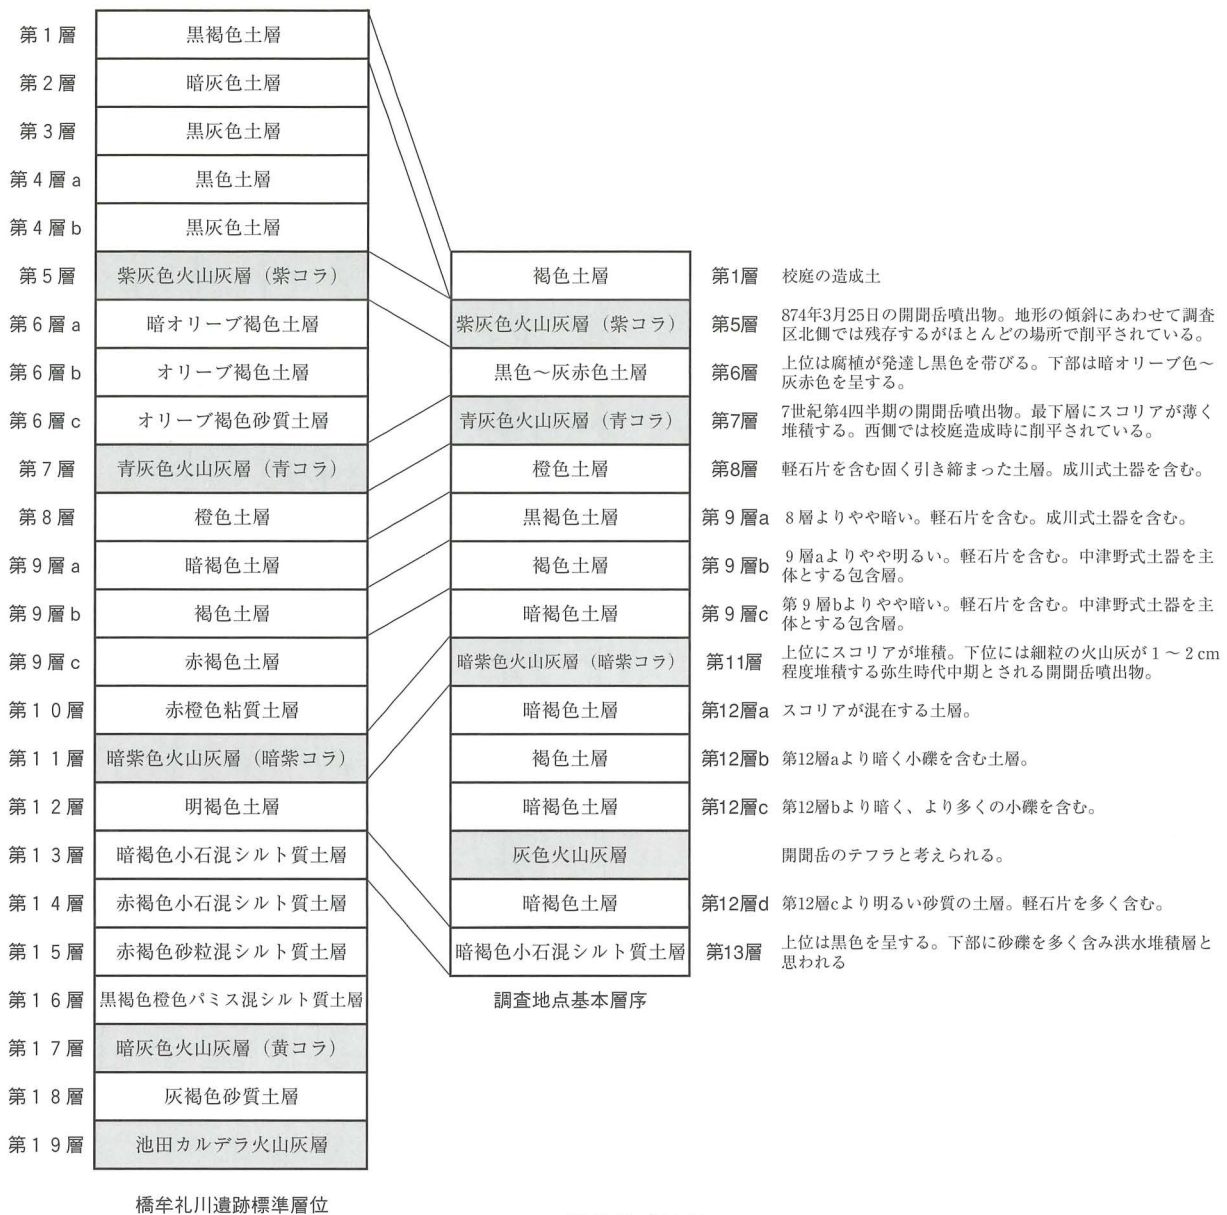 第1層 黒褐色土層
第2層 暗灰色土層
第3層 黒灰色土層
第4層a 黒色土層
第4層b 黒灰色土層
第5層 紫灰色火山灰層（紫コラ）
第6層a 暗オリーブ褐色土層
第6層b オリーブ褐色土層
第6層c オリーブ褐色砂質土層
第7層 青灰色火山灰層（青コラ）
第8層 橙色土層
第9層a 暗褐色土層
第9層b 褐色土層
第9層c 赤褐色土層
第10層 赤橙色粘質土層
第11層 暗紫色火山灰層（暗紫コラ）
第12層 明褐色土層
第13層 暗褐色小石混シルト質土層
第14層 赤褐色小石混シルト質土層
第15層 赤褐色砂粒混シルト質土層
第16層 黒褐色橙色パミス混シルト質土層
第17層 暗灰色火山灰層（黄コラ）
第18層 灰褐色砂質土層
第19層 池田カルデラ火山灰層
橋牟礼川遺跡標準層位
褐色土層 第1層 校庭の造成土
紫灰色火山灰層（紫コラ） 第5層 874年3月25日の開聞岳噴出物。地形の傾斜にあわせて調査
区北側では残存するがほとんどの場所で削平されている。
黒色～灰赤色土層 第6層 上位は腐植が発達し黒色を帯びる。下部は暗オリーブ色～
灰赤色を呈する。
青灰色火山灰層（青コラ） 第7層 7世紀第4四半期の開聞岳噴出物。最下層にスコリアが薄く
堆積する。西側では校庭造成時に削平されている。
橙色土層 第8層 軽石片を含む固く引き締まった土層。成川式土器を含む。
黒褐色土層 第9層a 8層よりやや暗い。軽石片を含む。成川式土器を含む。
褐色土層 第9層b 9層aよりやや明るい。軽石片を含む。中津野式土器を主
体とする包含層。
暗褐色土層 第9層c 第9層bよりやや暗い。軽石片を含む。中津野式土器を主
体とする包含層。
暗紫色火山灰層（暗紫コラ） 第11層 上位にスコリアが堆積。下位には細粒の火山灰が1～2cm
程度堆積する弥生時代中期とされる開聞岳噴出物。
暗褐色土層 第12層a スコリアが混在する土層。
褐色土層 第12層b 第12層aより暗く小礫を含む土層。
暗褐色土層 第12層c 第12層bより暗く、より多くの小礫を含む。
灰色火山灰層 開聞岳のテフラと考えられる。
暗褐色土層 第12層d 第12層cより明るい砂質の土層。軽石片を多く含む。
暗褐色小石混シルト質土層 第13層 上位は黒色を呈する。下部に砂礫を多く含み洪水堆積層と
思われる
調査地点基本層序